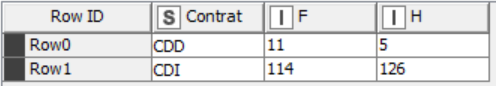 Row ID S Contrat I F I H
Row0 CDD 11 5
Row1 CDI 114 126